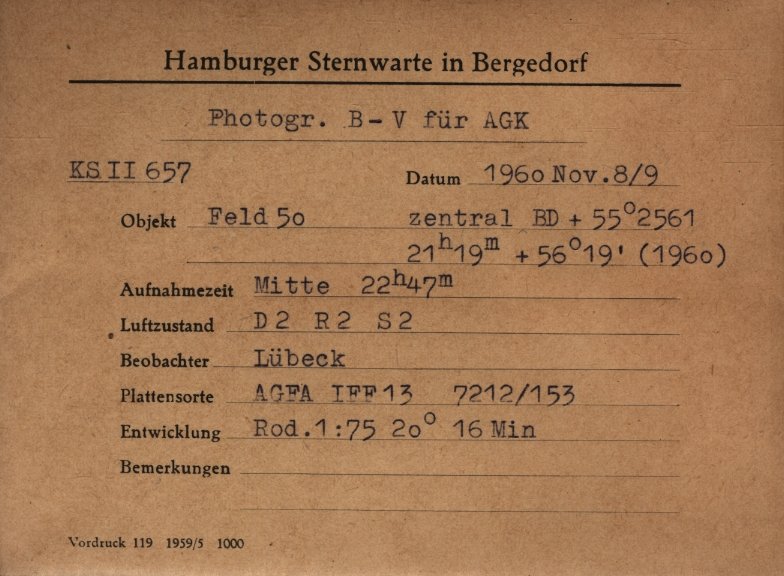 Hamburger Sternwarte in Bergedorf
Photogr. B-V für AGK
KS II 657 Datum 1960 Nov.8/9
Objekt Feld 50 zentral BD + 55°2561
21ʰ19ᵐ + 56°19' (1960)
Aufnahmezeit Mitte 22ʰ47ᵐ
Luftzustand D2 R2 S2
Beobachter Lübeck
Plattensorte AGFA IFF13 7212/153
Entwicklung Rod.1:75 20° 16 Min
Bemerkungen
Vordruck 119 1959/5 1000